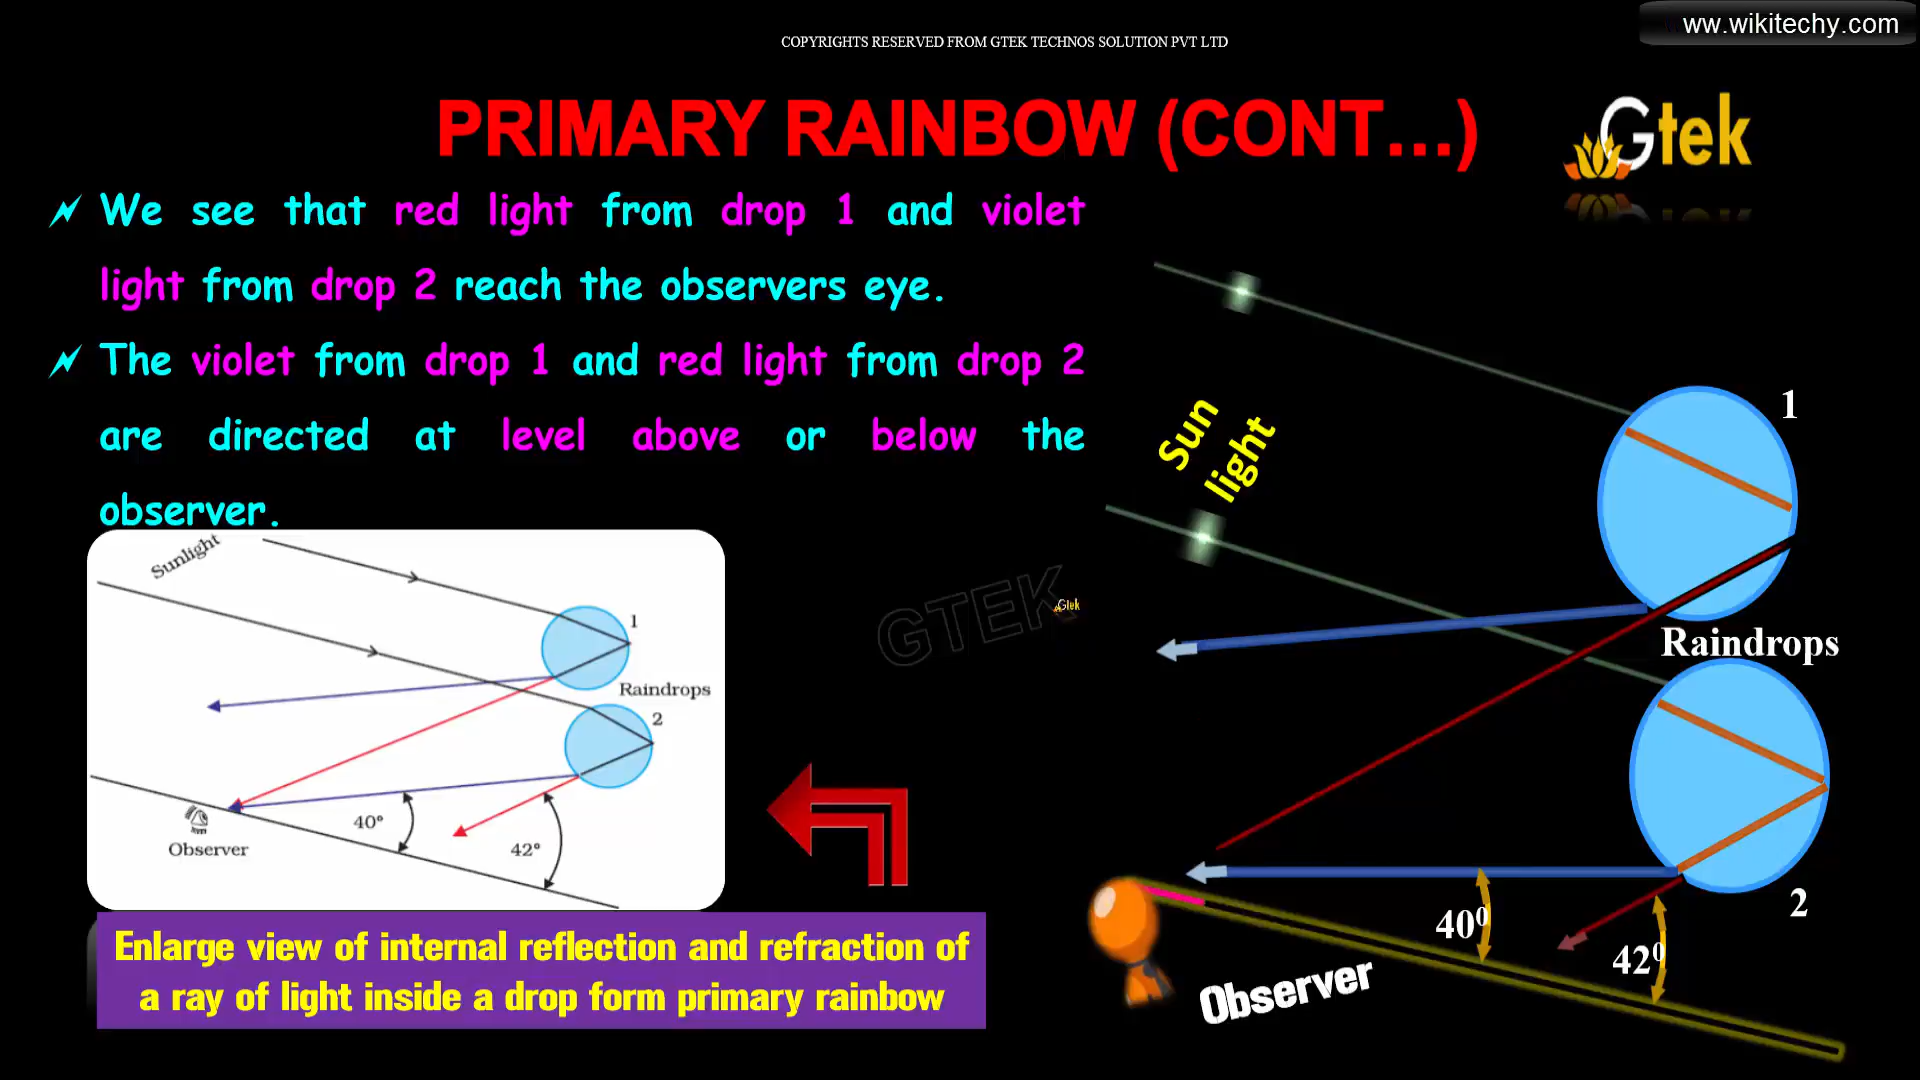 ww.wikitechy.com
COPYRIGHTS RESERVED FROM GTEK TECHNOS SOLUTION PVT LTD
PRIMARY RAINBOW (CONT...)
Gtek
We see that red light from drop 1 and violet
light from drop 2 reach the observers eye.
The violet from drop 1 and red light from drop 2
are directed at level above or below the
observer.
Sunlight
1
Raindrops
2
40°
42°
Observer
GTEK
Gtek
Sun
light
1
Raindrops
2
40⁰
42⁰
Observer
Enlarge view of internal reflection and refraction of
a ray of light inside a drop form primary rainbow